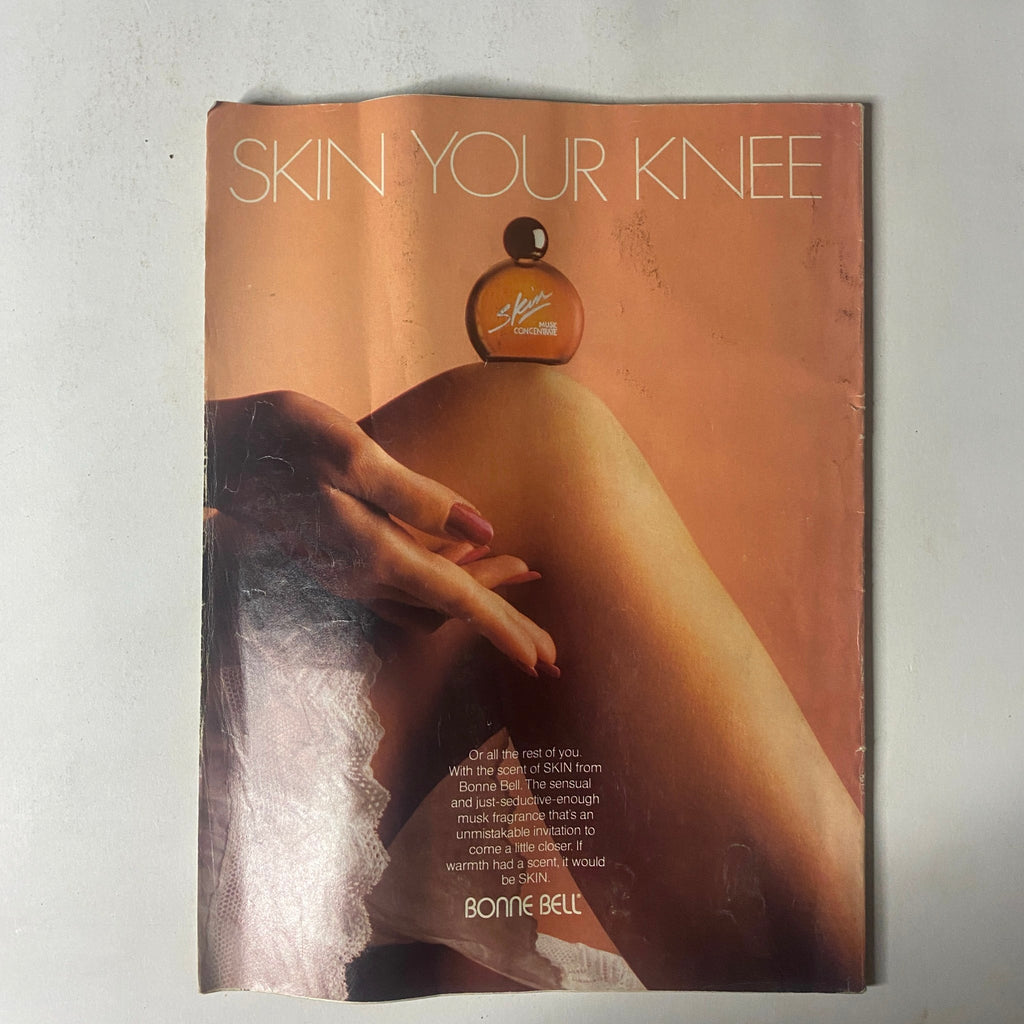 SKIN YOUR KNEE
Skin
MUSK
CONCENTRATE
Or all the rest of you.
With the scent of SKIN from
Bonne Bell. The sensual
and just-seductive-enough
musk fragrance that's an
unmistakable invitation to
come a little closer. If
warmth had a scent, it would
be SKIN.
BONNE BELL®